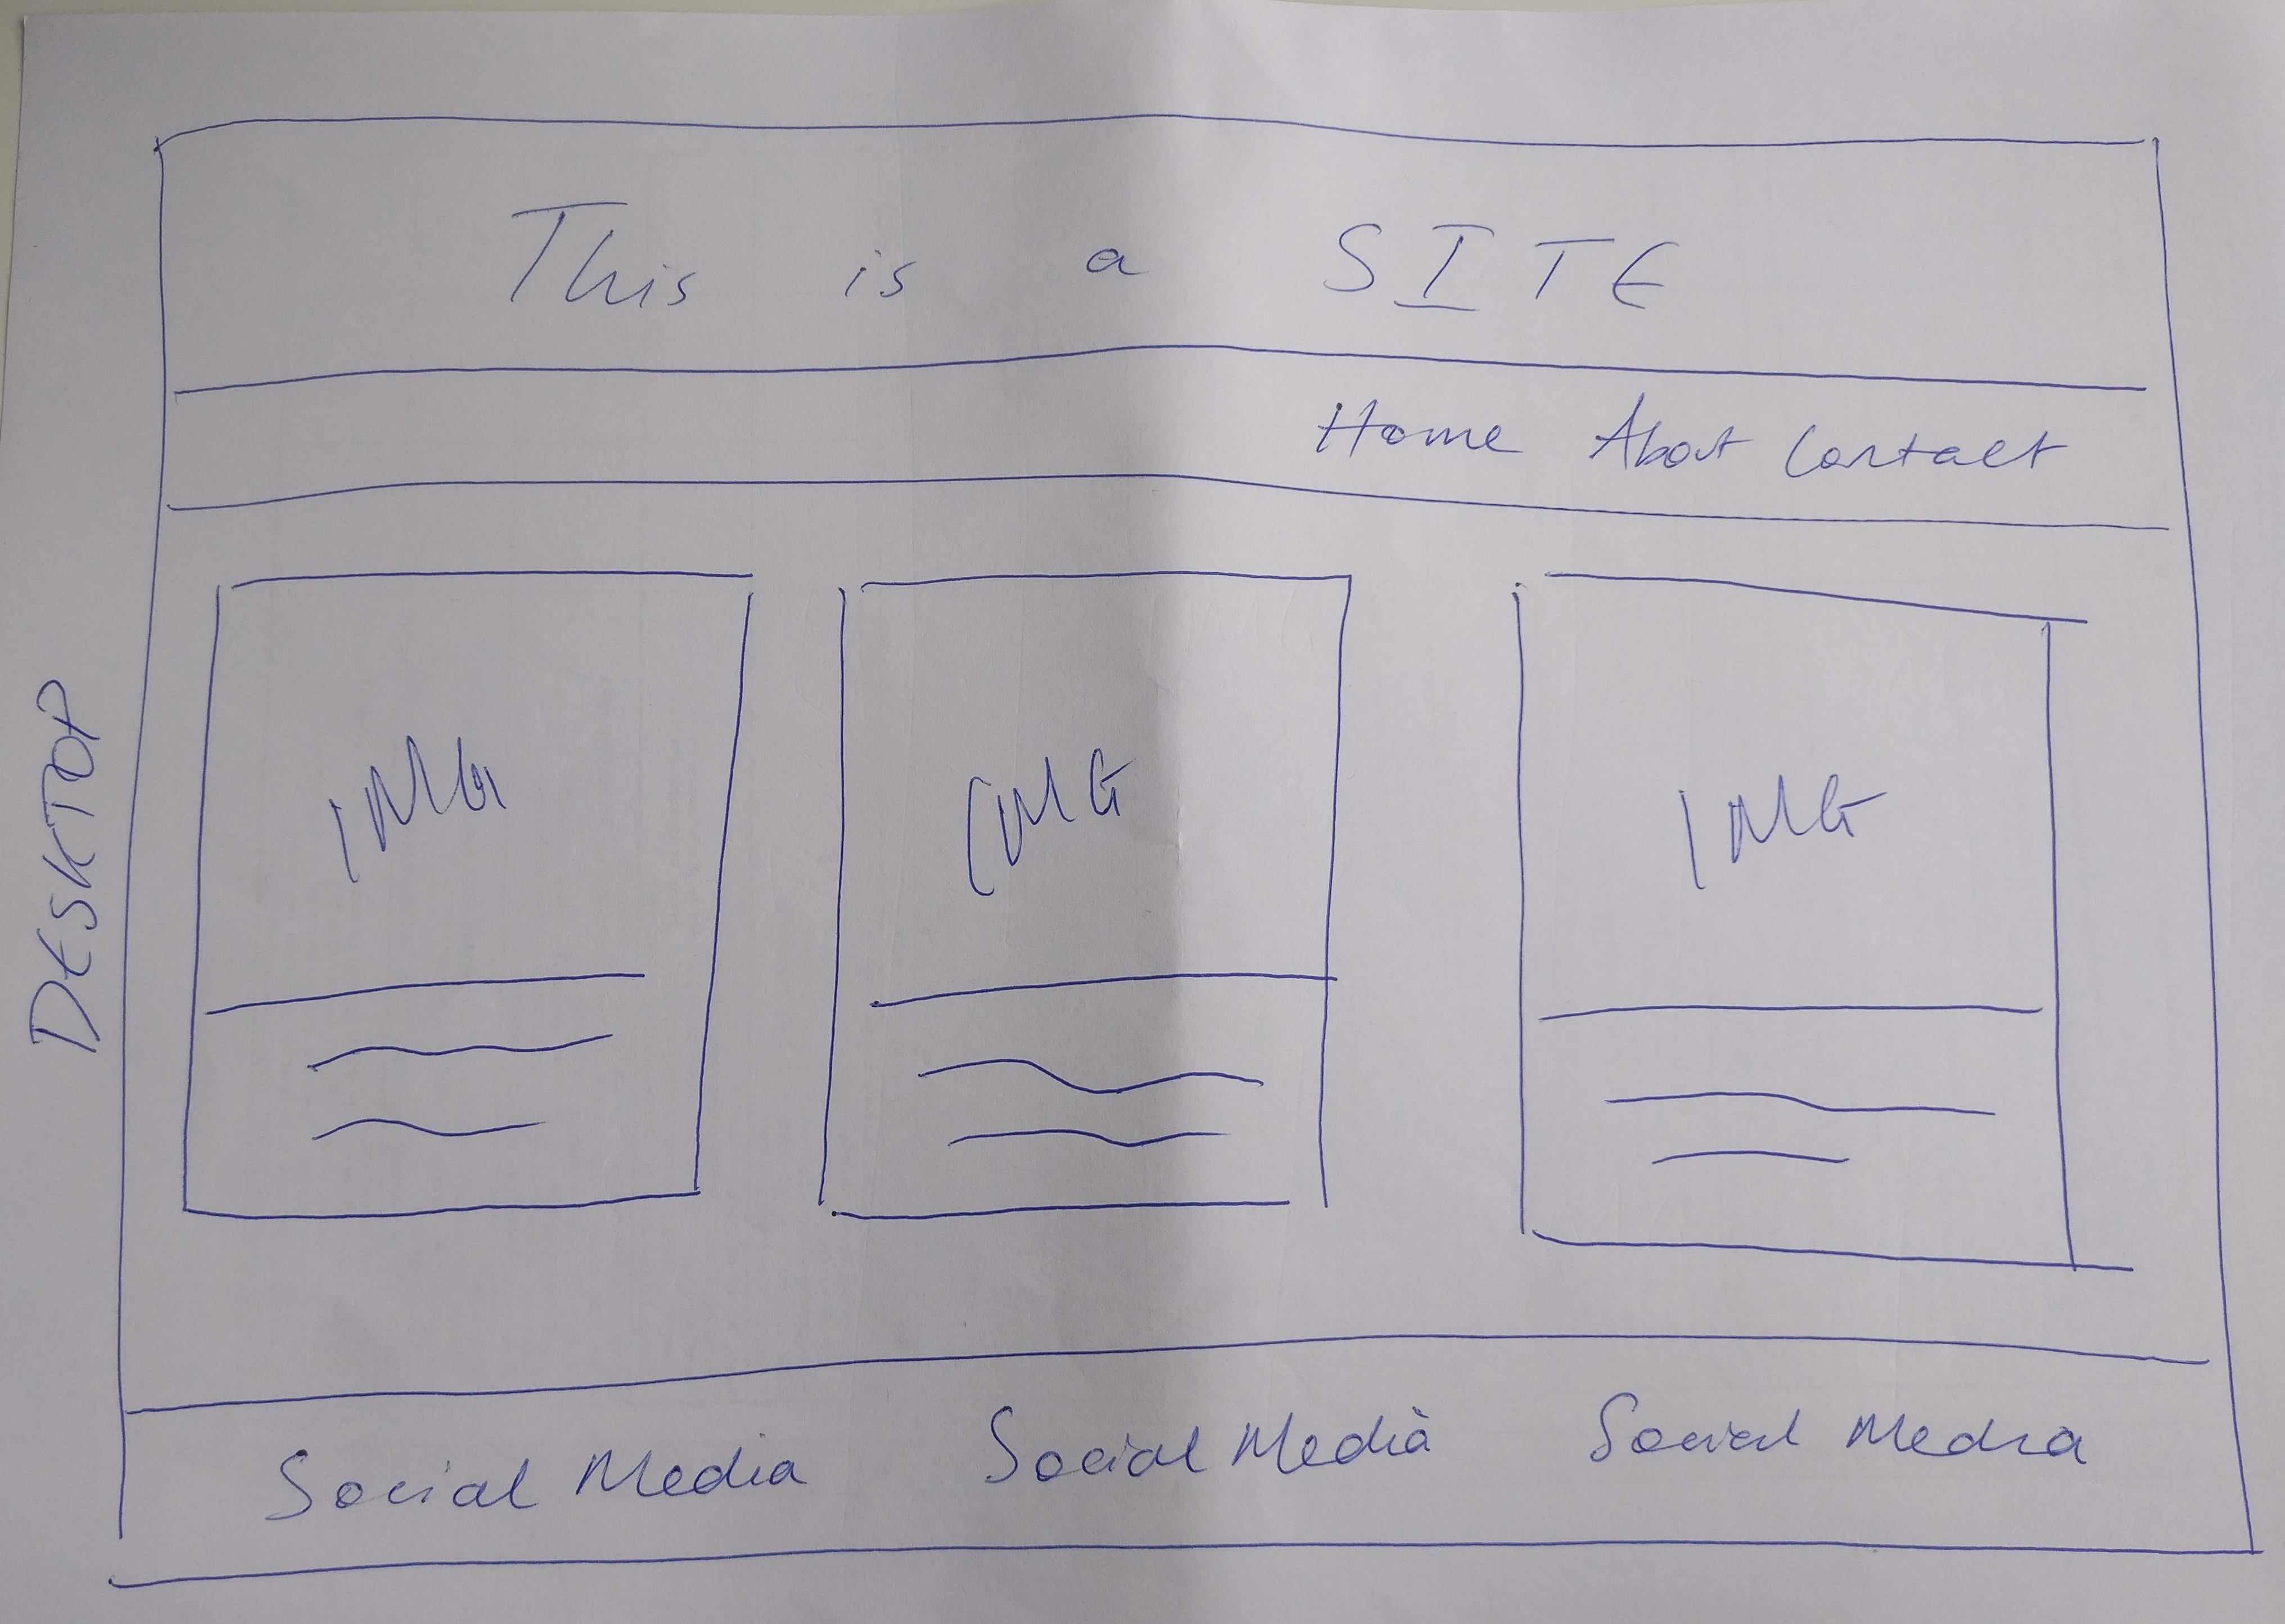 This is a SITE
Home About Contact
DESKTOP
IMG IMG IMG
Social Media Social Media Social Media